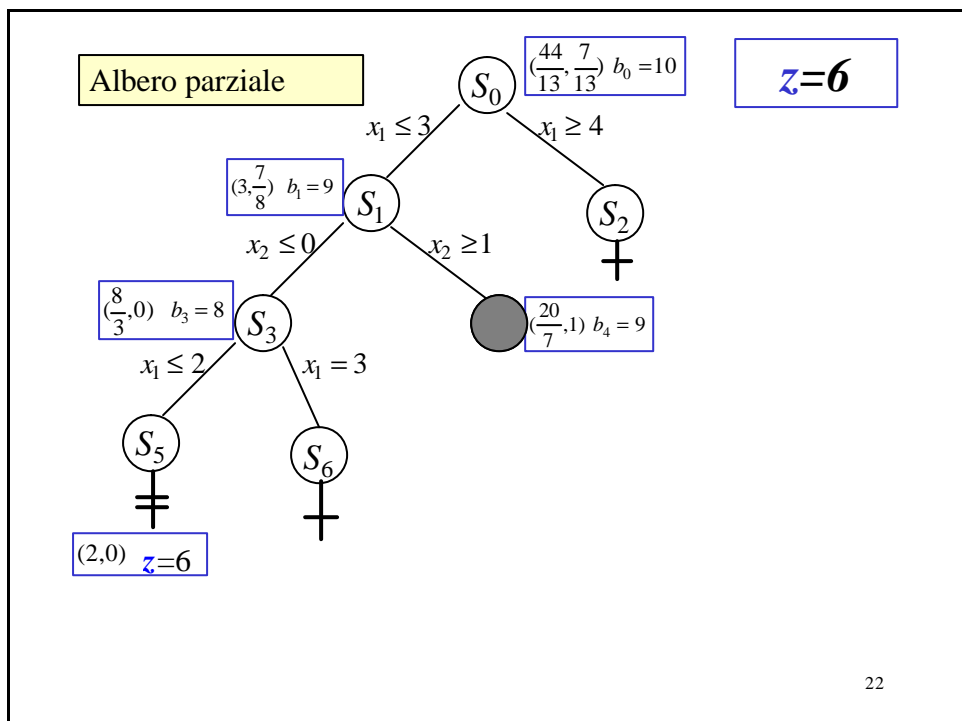 Albero parziale
(44/13, 7/13) b₀ = 10
z=6
S₀
x₁ ≤ 3
x₁ ≥ 4
(3, 7/8) b₁ = 9
S₁
S₂
x₂ ≤ 0
x₂ ≥ 1
(8/3, 0) b₃ = 8
S₃
(20/7, 1) b₄ = 9
x₁ ≤ 2
x₁ = 3
S₅
S₆
(2,0) z=6
22